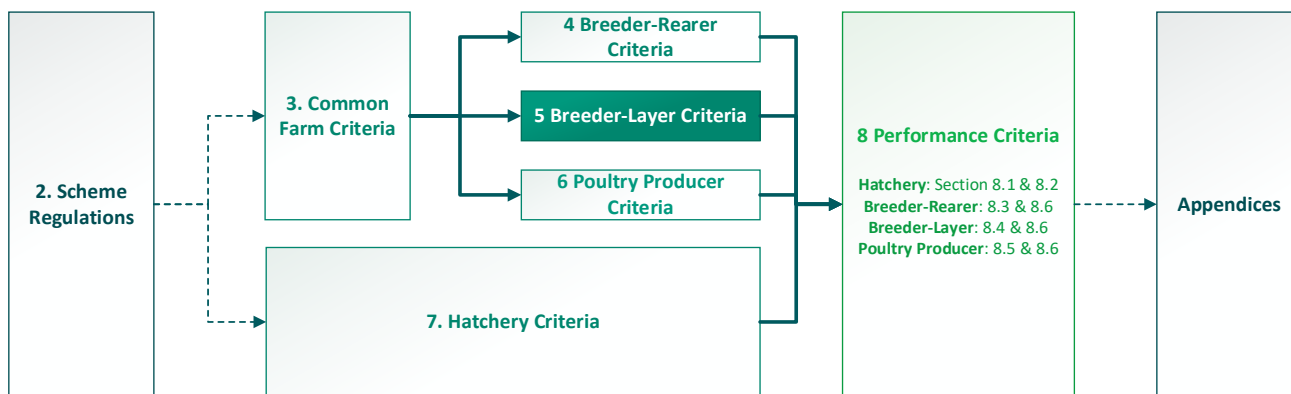 2. Scheme
Regulations
3. Common
Farm Criteria
4 Breeder-Rearer
Criteria
5 Breeder-Layer Criteria
6 Poultry Producer
Criteria
7. Hatchery Criteria
8 Performance Criteria
Hatchery: Section 8.1 & 8.2
Breeder-Rearer: 8.3 & 8.6
Breeder-Layer: 8.4 & 8.6
Poultry Producer: 8.5 & 8.6
Appendices